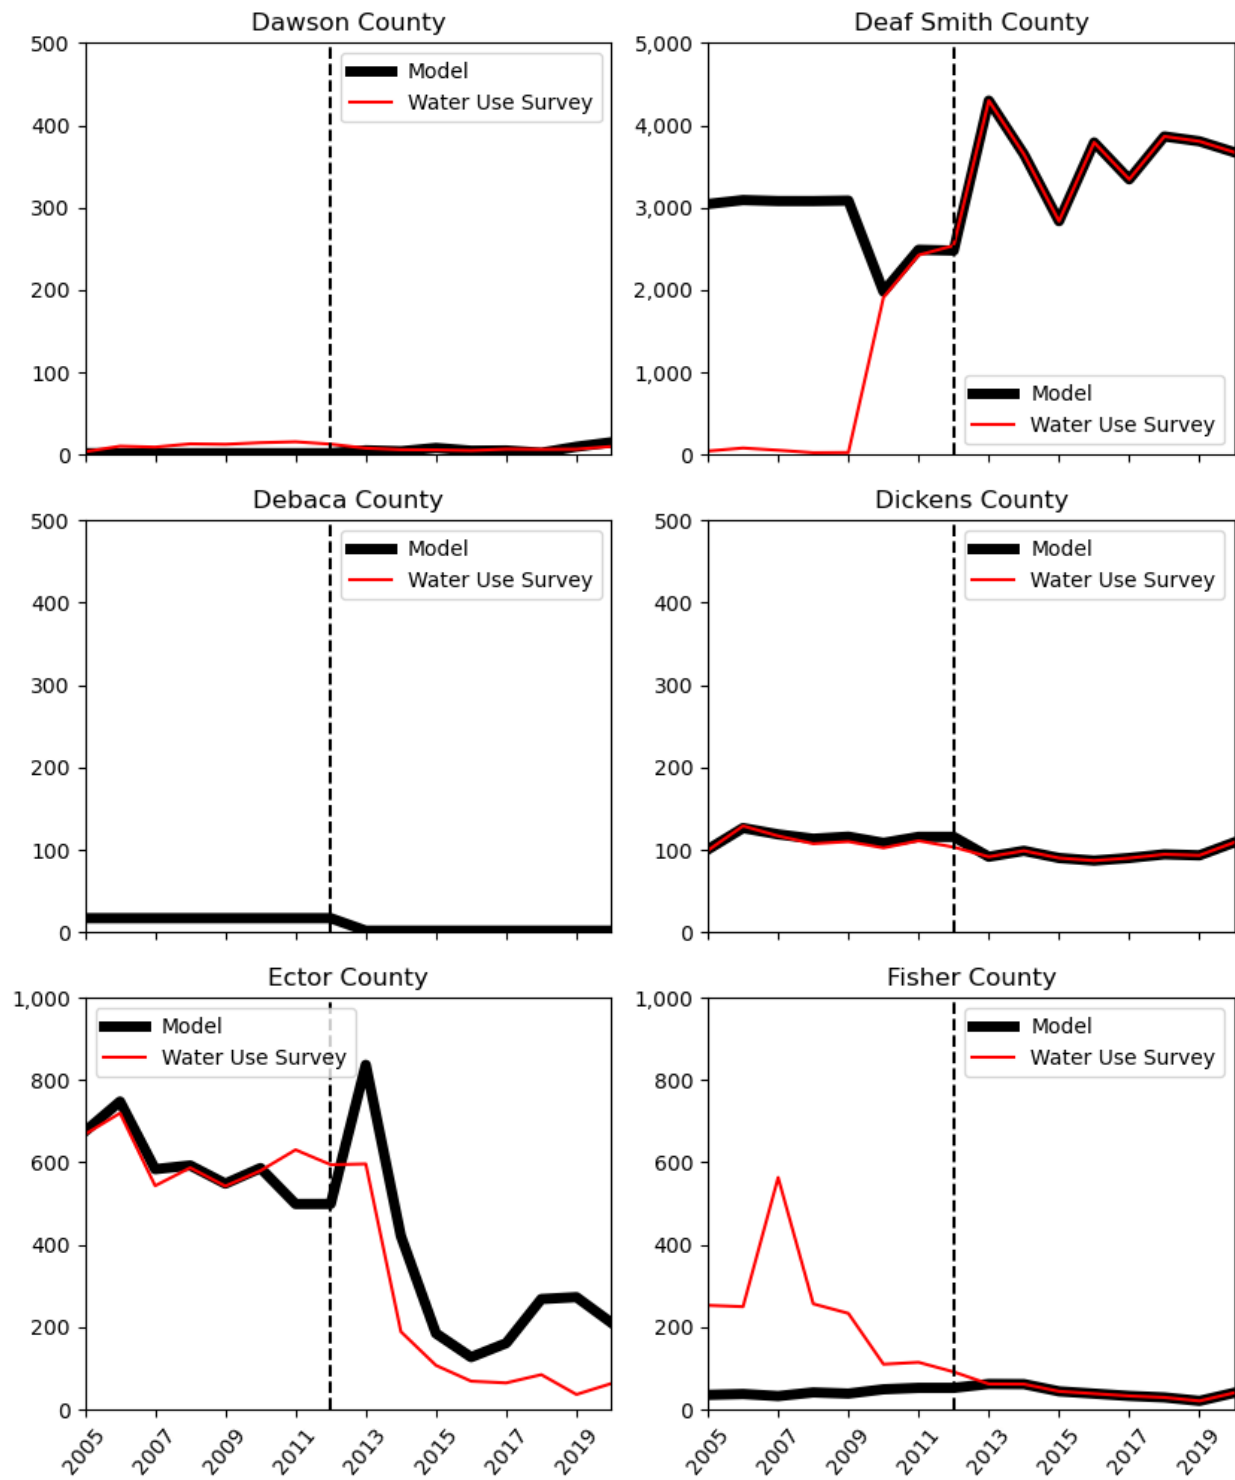 Dawson County
500
400
300
200
100
0
Model
Water Use Survey
Deaf Smith County
5,000
4,000
3,000
2,000
1,000
0
Model
Water Use Survey
Debaca County
500
400
300
200
100
0
Model
Water Use Survey
Dickens County
500
400
300
200
100
0
Model
Water Use Survey
Ector County
1,000
800
600
400
200
0
Model
Water Use Survey
2005
2007
2009
2011
2013
2015
2017
2019
Fisher County
1,000
800
600
400
200
0
Model
Water Use Survey
2005
2007
2009
2011
2013
2015
2017
2019